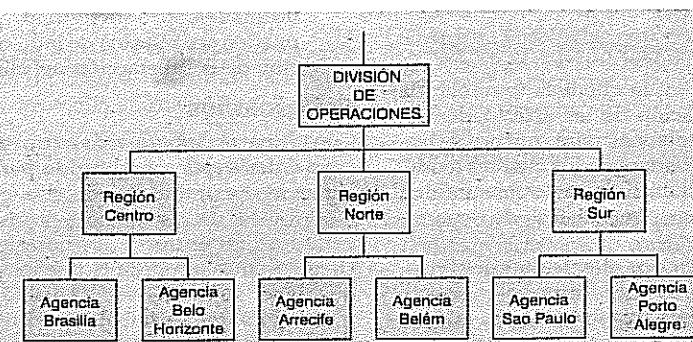 DIVISIÓN
DE
OPERACIONES
Región
Centro
Región
Norte
Región
Sur
Agencia
Brasilia
Agencia
Belo
Horizonte
Agencia
Arrecife
Agencia
Belém
Agencia
Sao Paulo
Agencia
Porto
Alegre